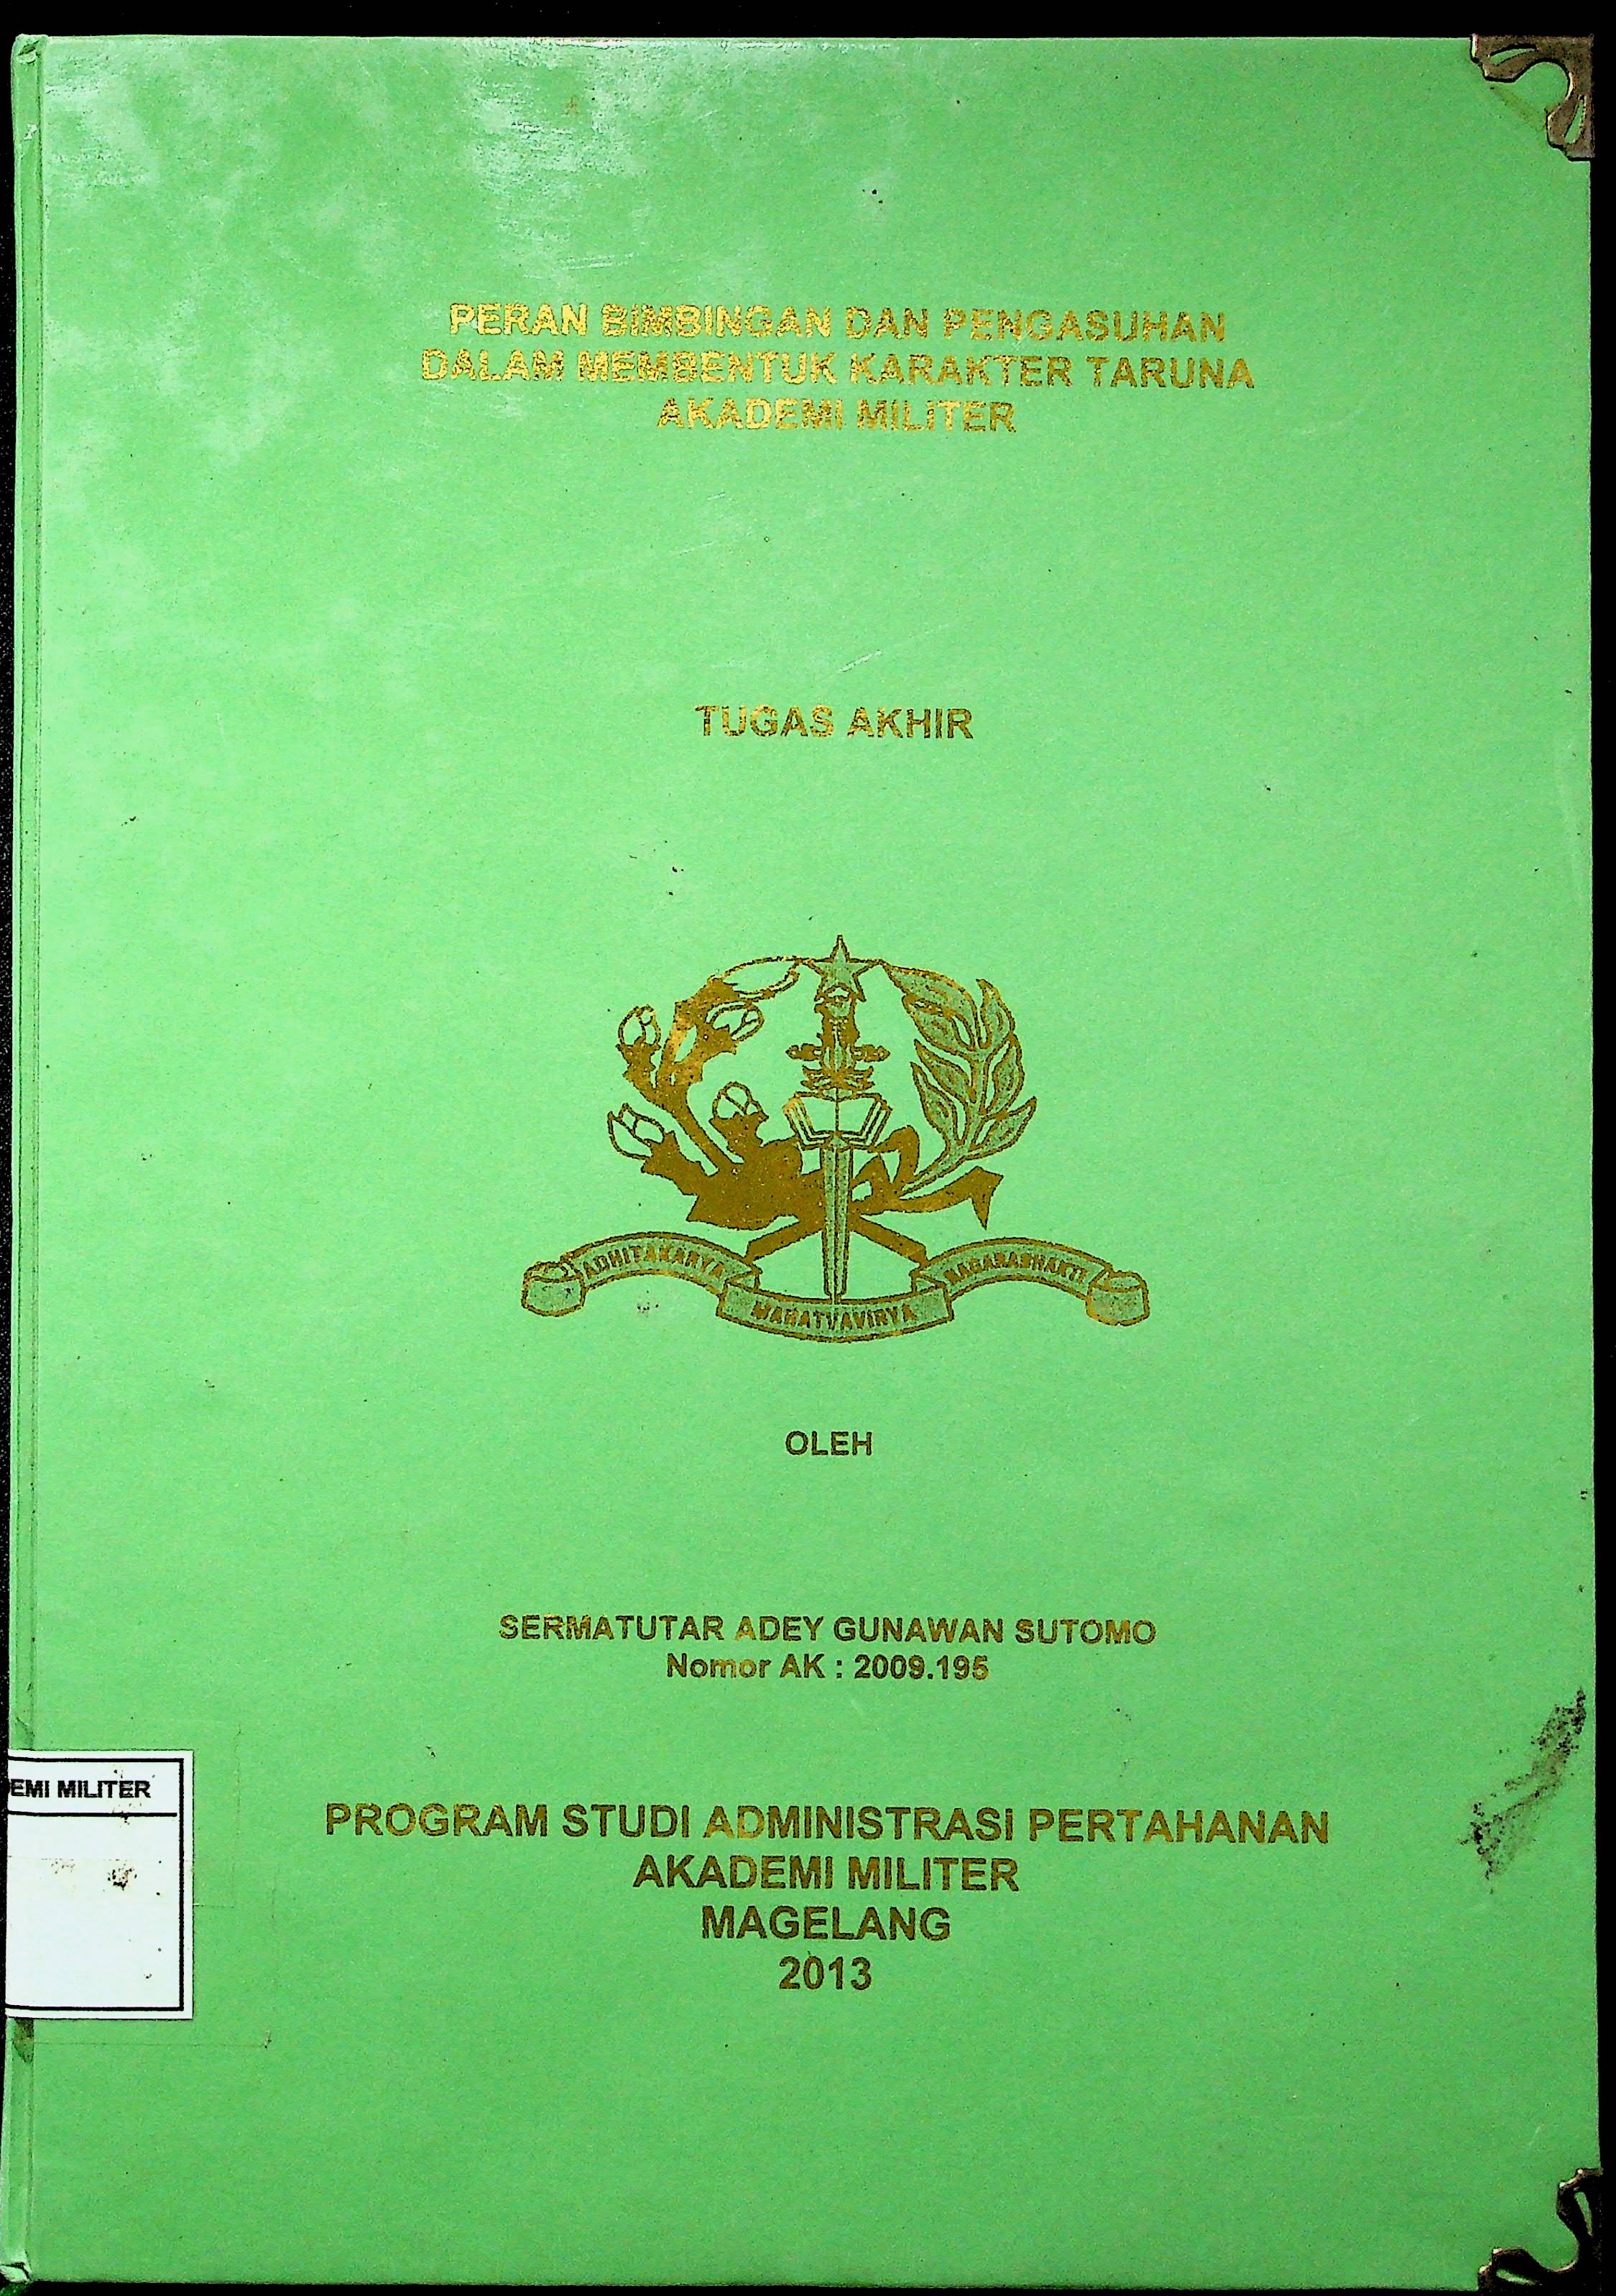 PERAN BIMBINGAN DAN PENGASUHAN
DALAM MEMBENTUK KARAKTER TARUNA
AKADEMI MILITER
TUGAS AKHIR
ADHITAKARYA
MAHATVAVIRYA
NAGARABHAKTI
OLEH
SERMATUTAR ADEY GUNAWAN SUTOMO
Nomor AK : 2009.195
EMI MILITER
PROGRAM STUDI ADMINISTRASI PERTAHANAN
AKADEMI MILITER
MAGELANG
2013